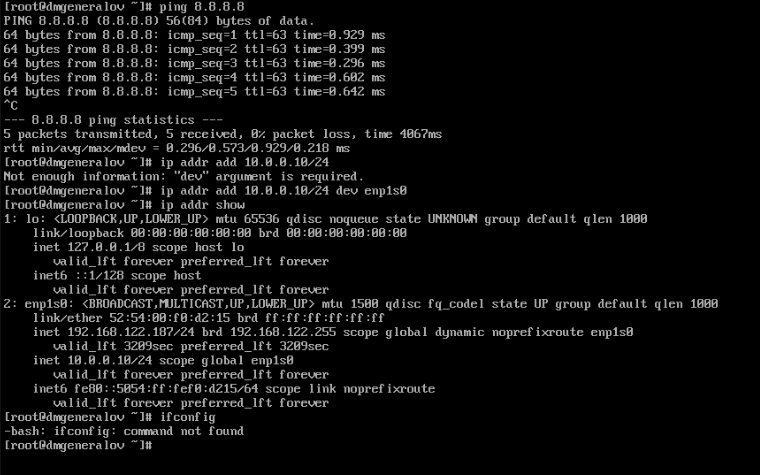 [root@dmgeneralov ~]# ping 8.8.8.8
PING 8.8.8.8 (8.8.8.8) 56(84) bytes of data.
64 bytes from 8.8.8.8: icmp_seq=1 ttl=63 time=0.929 ms
64 bytes from 8.8.8.8: icmp_seq=2 ttl=63 time=0.399 ms
64 bytes from 8.8.8.8: icmp_seq=3 ttl=63 time=0.296 ms
64 bytes from 8.8.8.8: icmp_seq=4 ttl=63 time=0.602 ms
64 bytes from 8.8.8.8: icmp_seq=5 ttl=63 time=0.642 ms
^C
--- 8.8.8.8 ping statistics ---
5 packets transmitted, 5 received, 0% packet loss, time 4067ms
rtt min/avg/max/mdev = 0.296/0.573/0.929/0.218 ms
[root@dmgeneralov ~]# ip addr add 10.0.0.10/24
Not enough information: "dev" argument is required.
[root@dmgeneralov ~]# ip addr add 10.0.0.10/24 dev enp1s0
[root@dmgeneralov ~]# ip addr show
1: lo: <LOOPBACK,UP,LOWER_UP> mtu 65536 qdisc noqueue state UNKNOWN group default qlen 1000
    link/loopback 00:00:00:00:00:00 brd 00:00:00:00:00:00
    inet 127.0.0.1/8 scope host lo
       valid_lft forever preferred_lft forever
    inet6 ::1/128 scope host
       valid_lft forever preferred_lft forever
2: enp1s0: <BROADCAST,MULTICAST,UP,LOWER_UP> mtu 1500 qdisc fq_codel state UP group default qlen 1000
    link/ether 52:54:00:f0:d2:15 brd ff:ff:ff:ff:ff:ff
    inet 192.168.122.187/24 brd 192.168.122.255 scope global dynamic noprefixroute enp1s0
       valid_lft 3209sec preferred_lft 3209sec
    inet 10.0.0.10/24 scope global enp1s0
       valid_lft forever preferred_lft forever
    inet6 fe80::5054:ff:fef0:d215/64 scope link noprefixroute
       valid_lft forever preferred_lft forever
[root@dmgeneralov ~]# ifconfig
-bash: ifconfig: command not found
[root@dmgeneralov ~]#